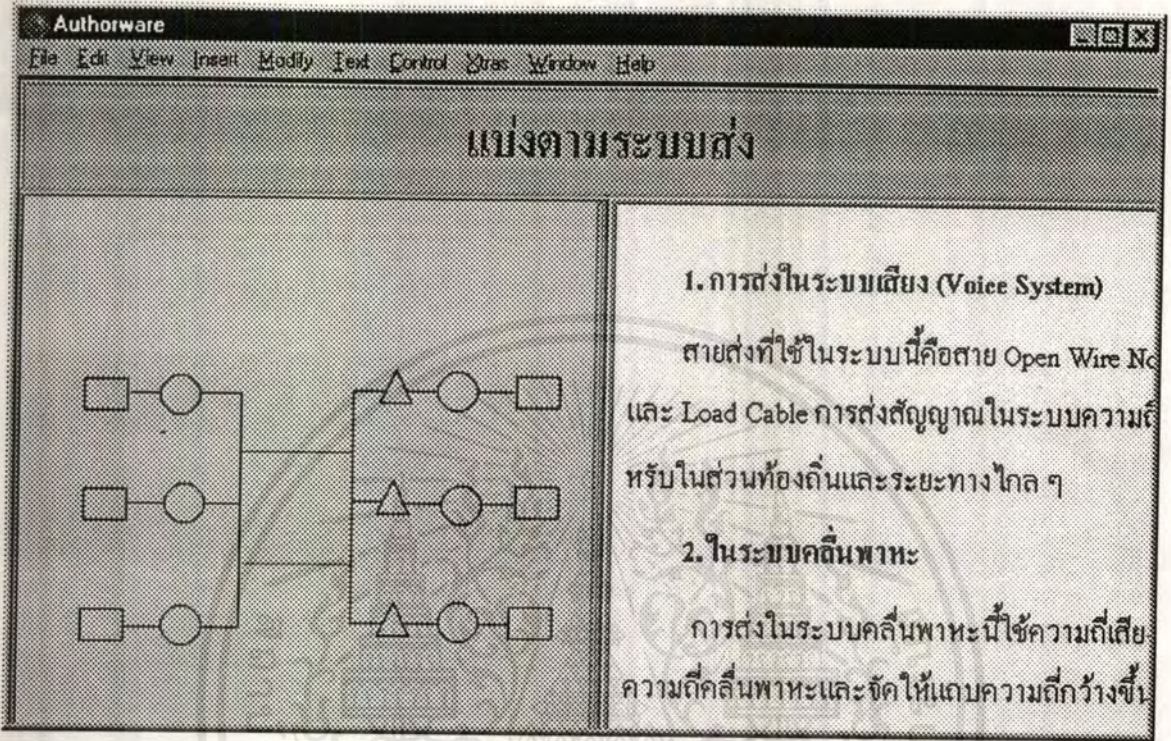 Authorware
File Edit View Insert Modify Text Control Xtras Window Help
แบ่งตามระบบส่ง
1. การส่งในระบบเสียง (Voice System)
สายส่งที่ใช้ในระบบนี้คือสาย Open Wire No
และ Load Cable การส่งสัญญาณในระบบความถี่
หรับในส่วนท้องถิ่นและระยะทางไกล ๆ
2. ในระบบคลื่นพาหะ
การส่งในระบบคลื่นพาหะนี้ใช้ความถี่เสีย
ความถี่คลื่นพาหะและจัดให้แถบความถี่กว้างขึ้น